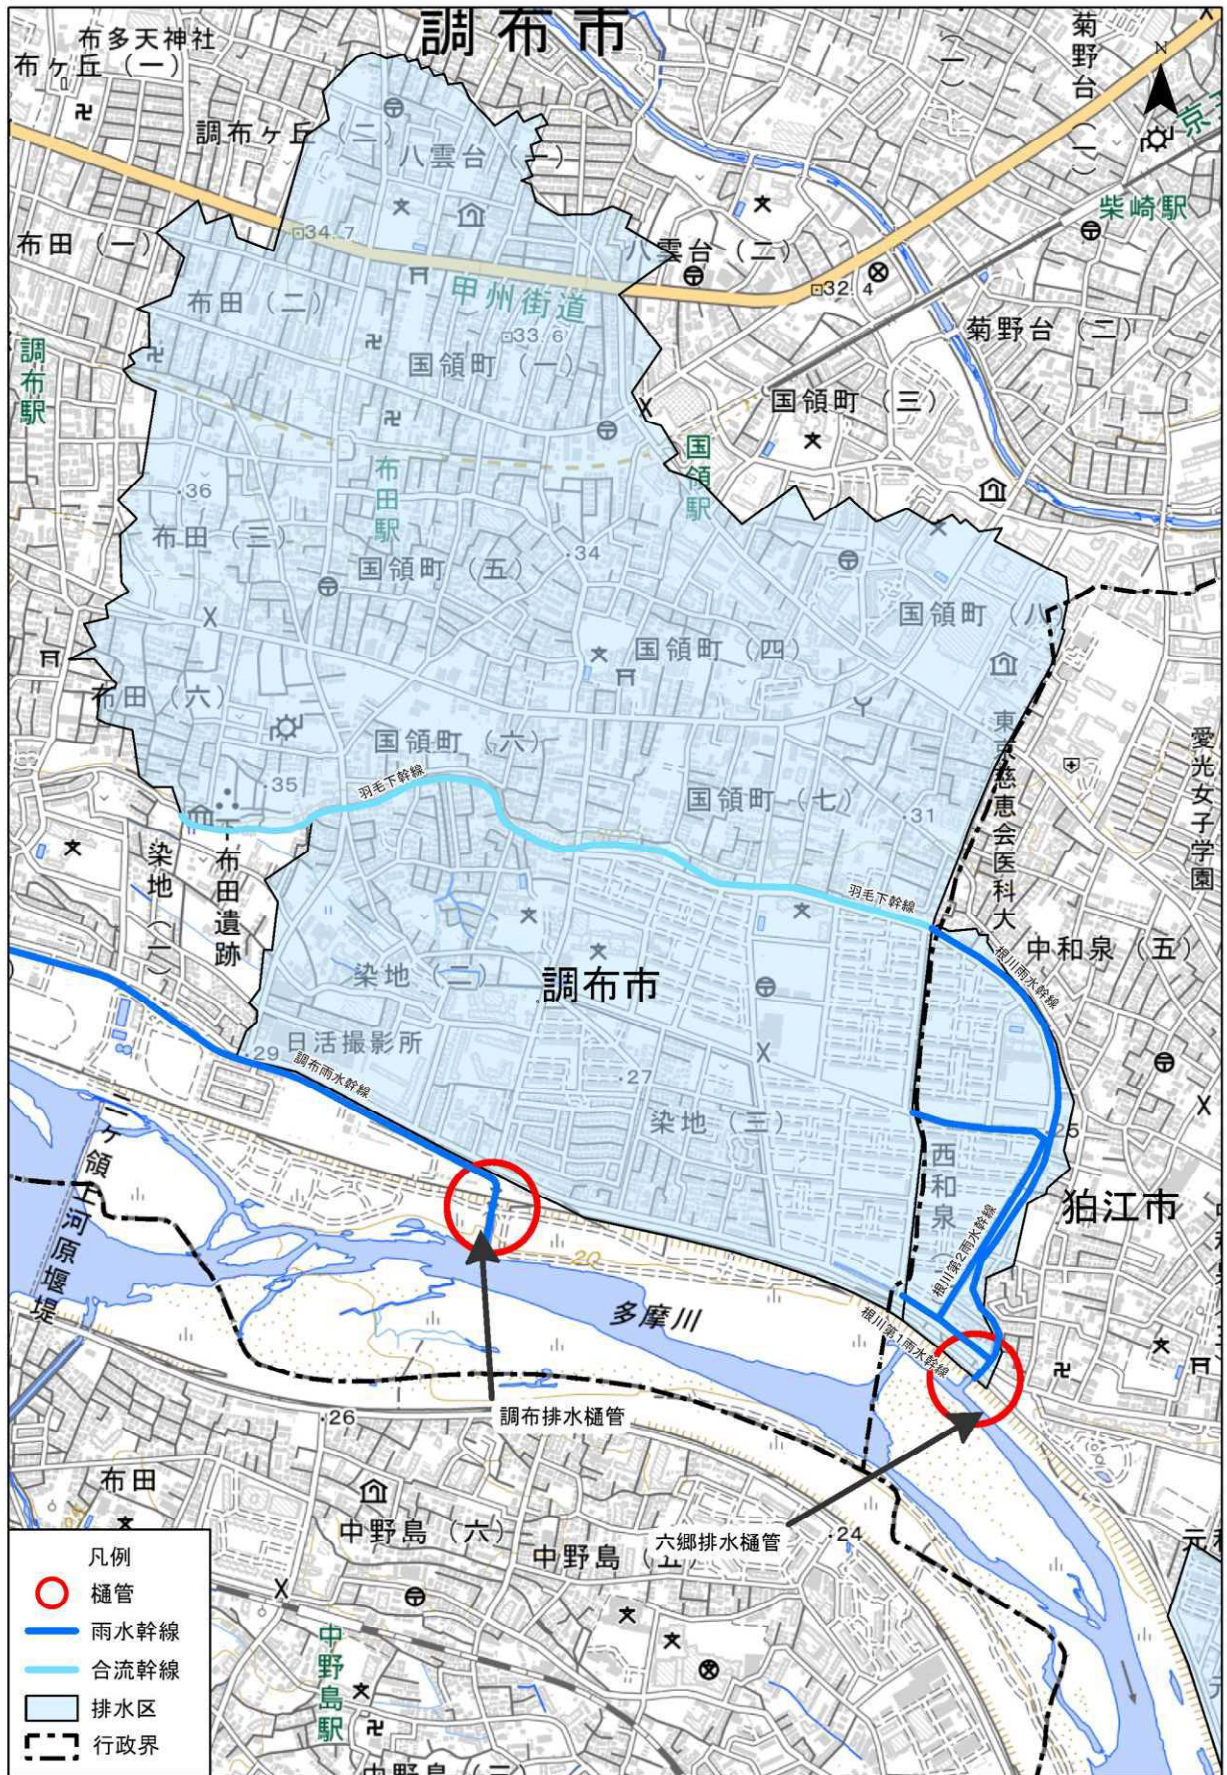 調布市
布多天神社
布ヶ丘（一）
調布ヶ丘（二）
八雲台（一）
菊野台（一）
N
柴崎駅
布田（一）
34.7
八雲台（二）
32.4
布田（二）
甲州街道
33.6
国領町（一）
菊野台（二）
調布駅
国領町（三）
国領駅
布田駅
36
布田（三）
国領町（五）
34
国領町（八
国領町（四）
布田（六）
国領町（六）
35
羽毛下幹線
国領町（七）
31
東京慈恵会医科大
愛光女子学園
染地（一）
下布田遺跡
羽毛下幹線
根川雨水幹線
中和泉（五）
染地（二）
調布市
日活撮影所
29
調布雨水幹線
27
染地（三）
25
西和泉
狛江市
二ヶ領上河原堰堤
20
根川第2雨水幹線
多摩川
根川第1雨水幹線
調布排水樋管
26
布田
中野島（六）
六郷排水樋管
24
中野島（五）
中野島駅
中野島（三）
凡例
樋管
雨水幹線
合流幹線
排水区
行政界